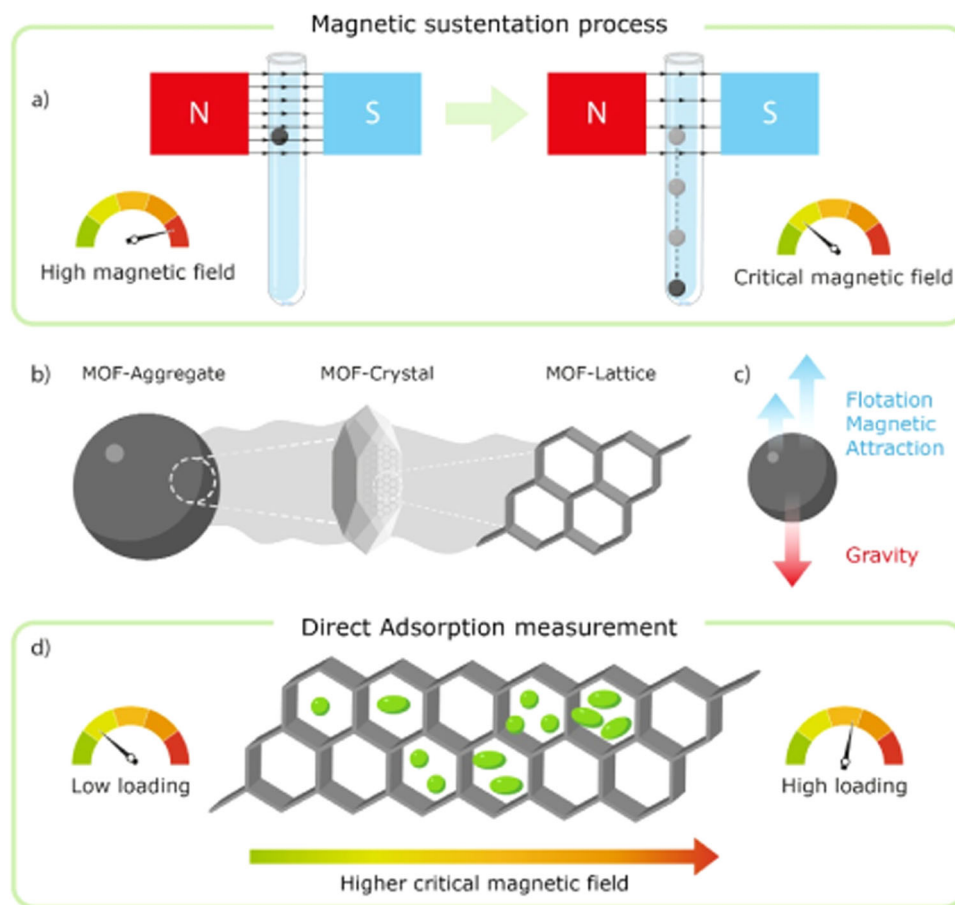 Magnetic sustentation process
a)
N
S
N
S
High magnetic field
Critical magnetic field
b)
MOF-Aggregate
MOF-Crystal
MOF-Lattice
c)
Flotation
Magnetic
Attraction
Gravity
Direct Adsorption measurement
d)
Low loading
High loading
Higher critical magnetic field